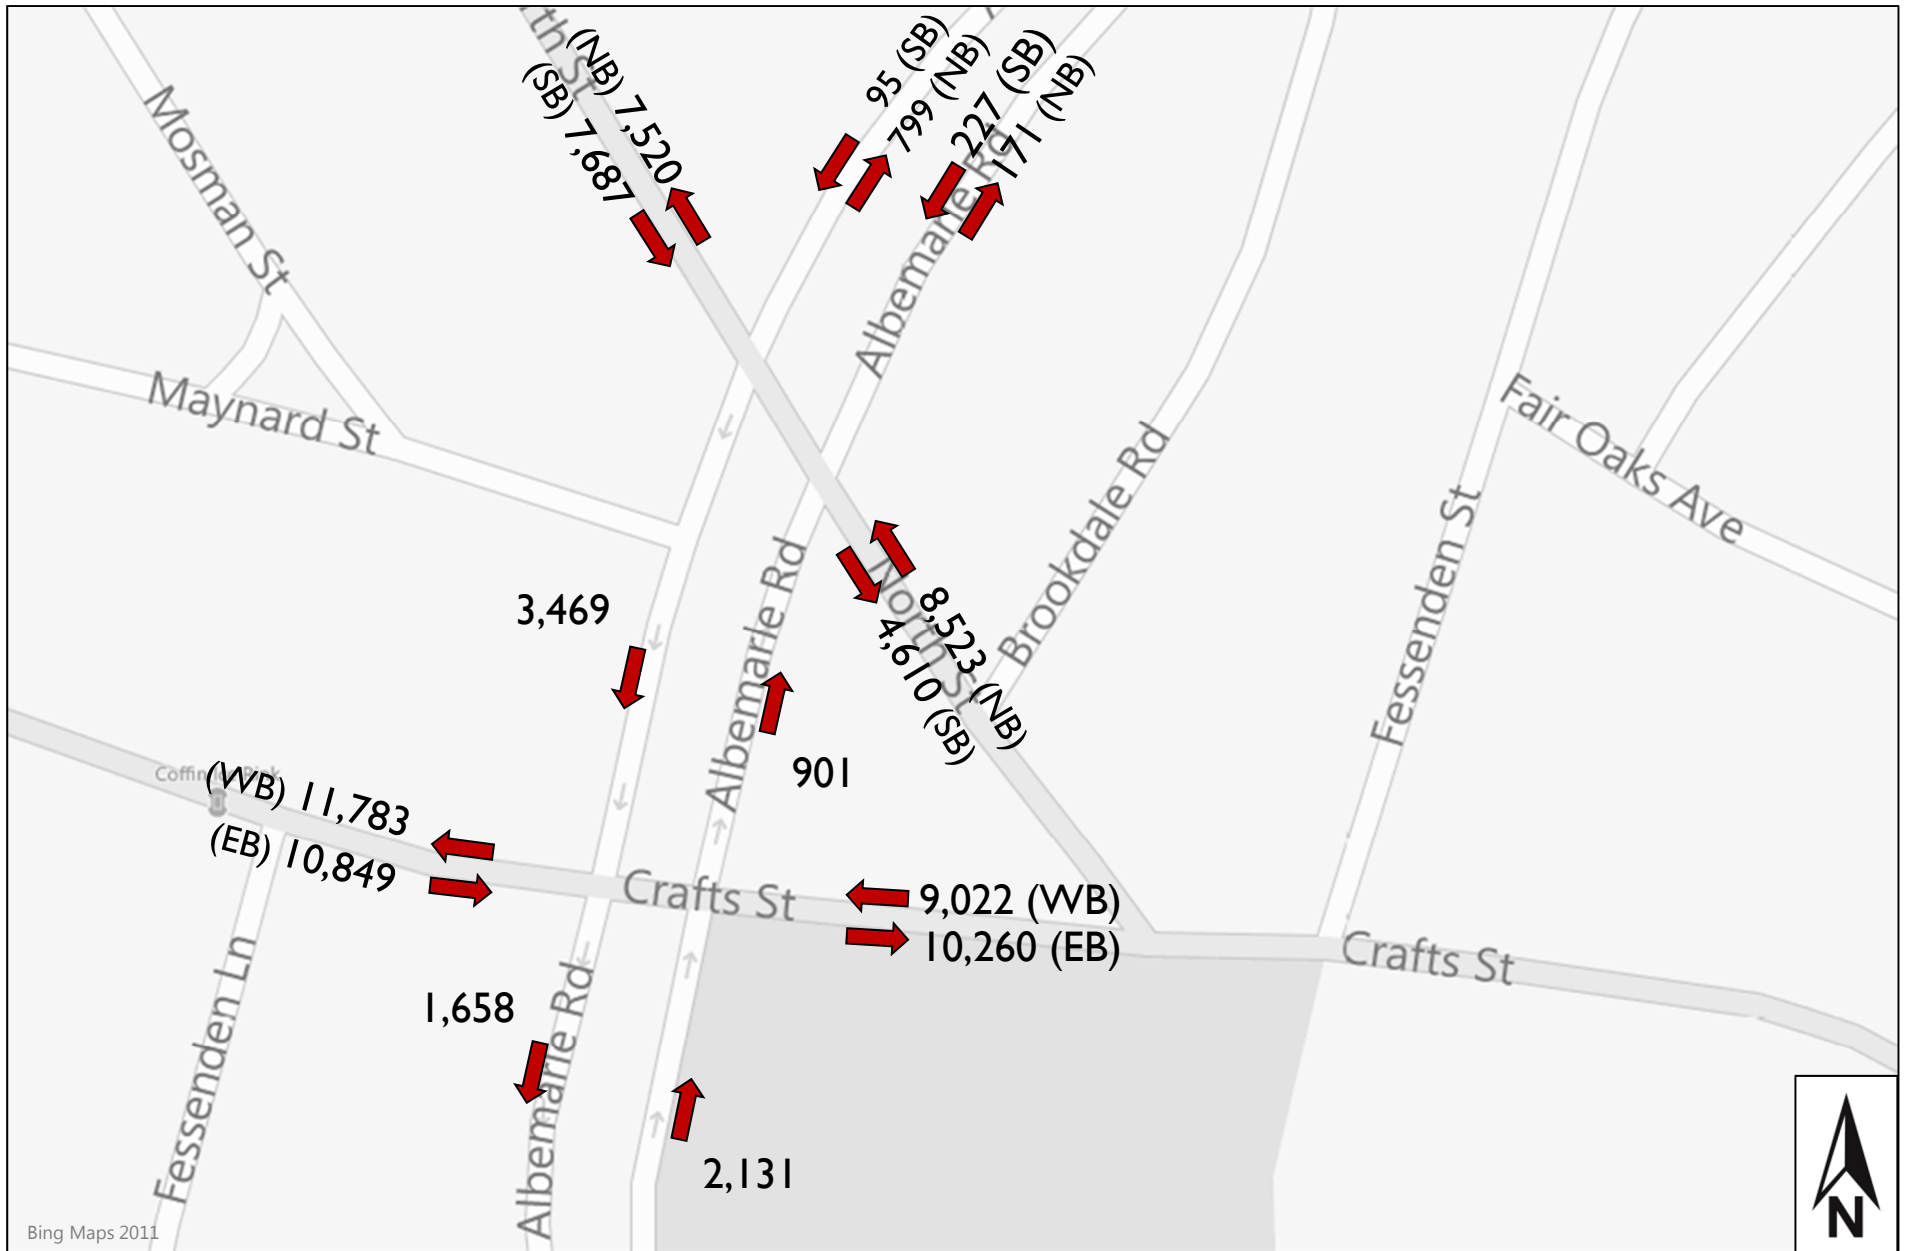 rth St
(NB) 7,520
(SB) 7,687
95 (SB)
799 (NB)
227 (SB)
171 (NB)
Mosman St
Albemarle Rd
Maynard St
Fair Oaks Ave
Brookdale Rd
Fessenden St
3,469
Albemarle Rd
North St
8,523 (NB)
4,610 (SB)
901
(WB) 11,783
(EB) 10,849
Crafts St
9,022 (WB)
10,260 (EB)
Crafts St
Fessenden Ln
1,658
Albemarle Rd
2,131
Bing Maps 2011
N